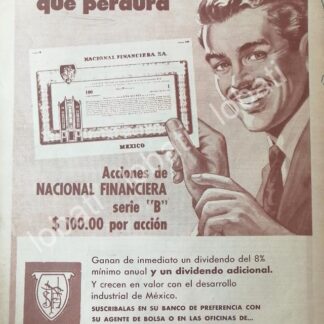 que perdura
NACIONAL FINANCIERA, S.A.
100
MEXICO
Acciones de
NACIONAL FINANCIERA
serie "B"
$ 100.00 por acción
Ganan de inmediato un dividendo del 8%
mínimo anual y un dividendo adicional.
Y crecen en valor con el desarrollo
industrial de México.
SUSCRIBALAS EN SU BANCO DE PREFERENCIA CON
SU AGENTE DE BOLSA O EN LAS OFICINAS DE...